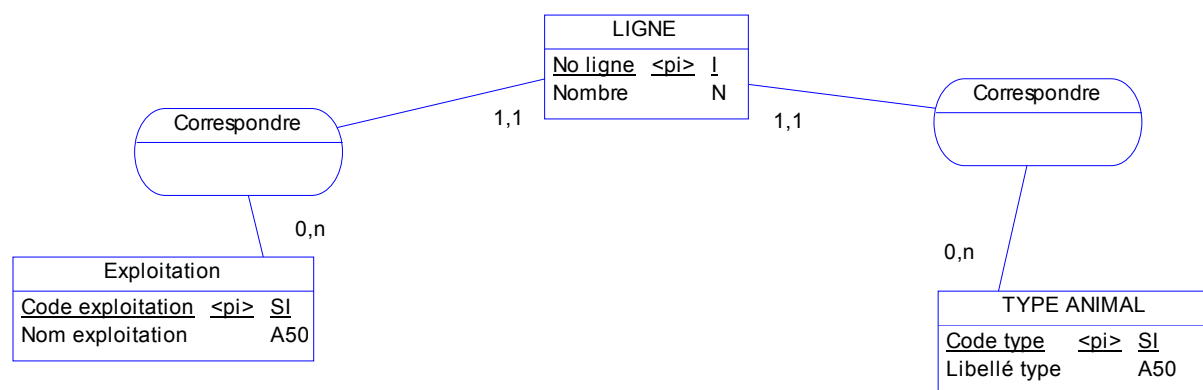 LIGNE
No ligne <pi> I
Nombre N
Correspondre
Correspondre
1,1
1,1
0,n
0,n
Exploitation
Code exploitation <pi> SI
Nom exploitation A50
TYPE ANIMAL
Code type <pi> SI
Libellé type A50